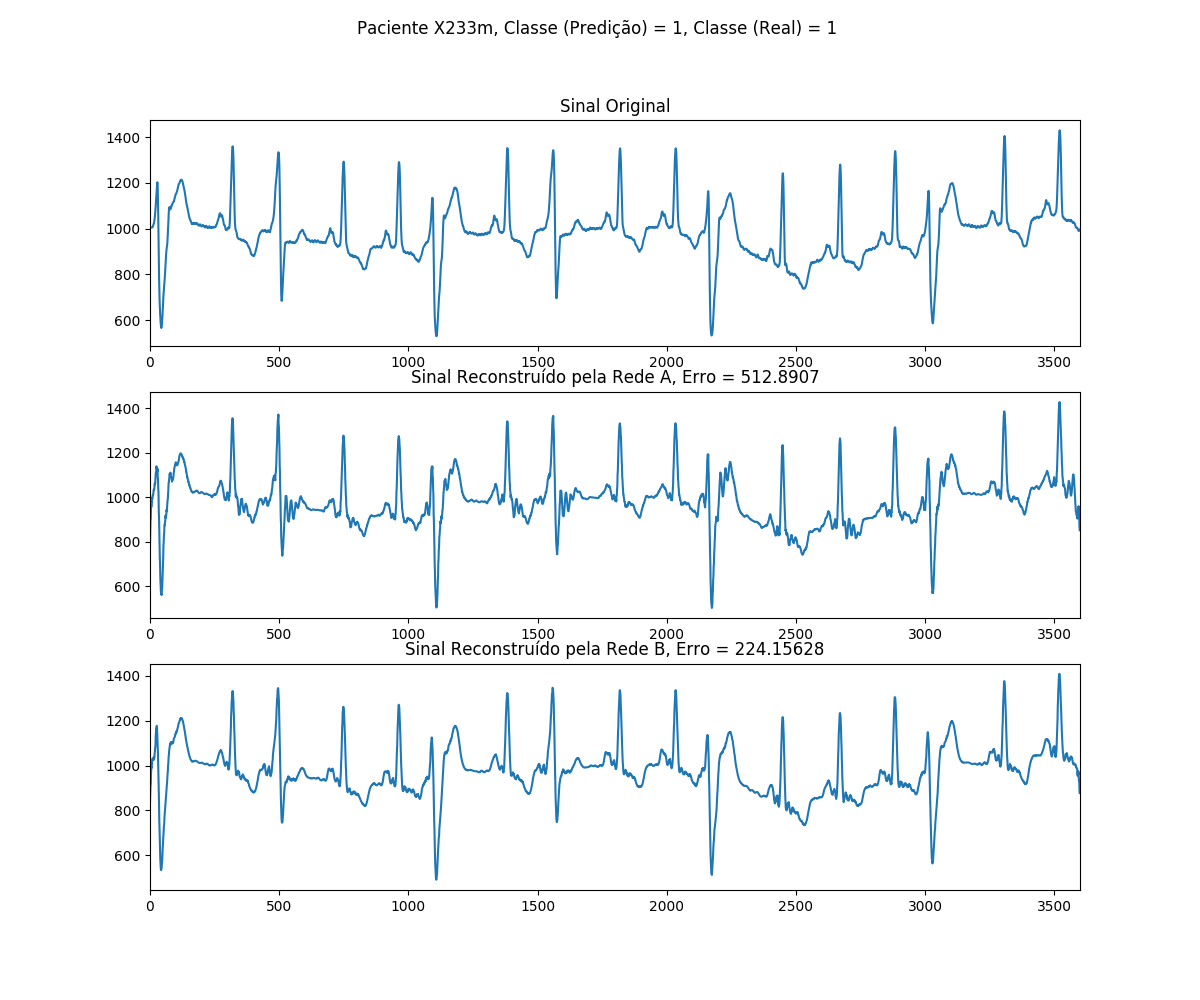 Paciente X233m, Classe (Predição) = 1, Classe (Real) = 1
Sinal Original
1400
1200
1000
800
600
0 500 1000 1500 2000 2500 3000 3500
Sinal Reconstruído pela Rede A, Erro = 512.8907
1400
1200
1000
800
600
0 500 1000 1500 2000 2500 3000 3500
Sinal Reconstruído pela Rede B, Erro = 224.15628
1400
1200
1000
800
600
0 500 1000 1500 2000 2500 3000 3500